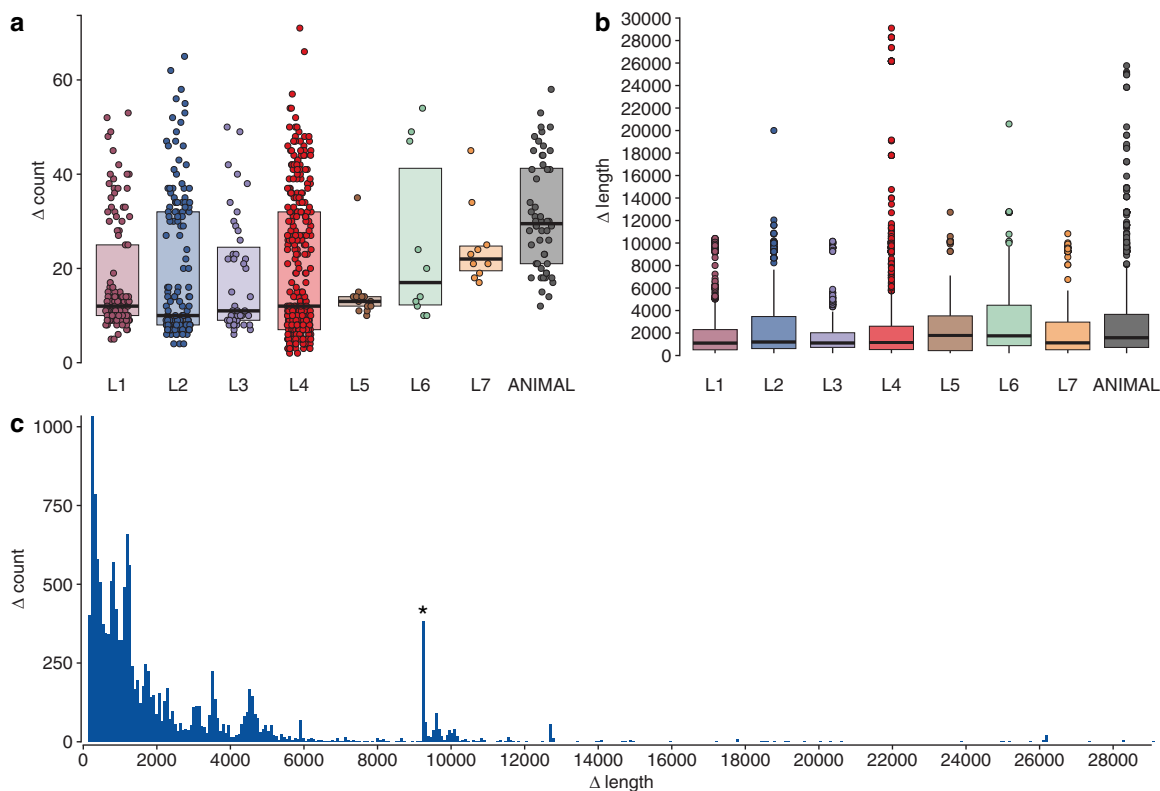 a
60
40
20
0
Δ count
L1 L2 L3 L4 L5 L6 L7 ANIMAL
b
30000
28000
26000
24000
22000
20000
18000
16000
14000
12000
10000
8000
6000
4000
2000
0
Δ length
L1 L2 L3 L4 L5 L6 L7 ANIMAL
c
1000
750
500
250
0
Δ count
*
0 2000 4000 6000 8000 10000 12000 14000 16000 18000 20000 22000 24000 26000 28000
Δ length